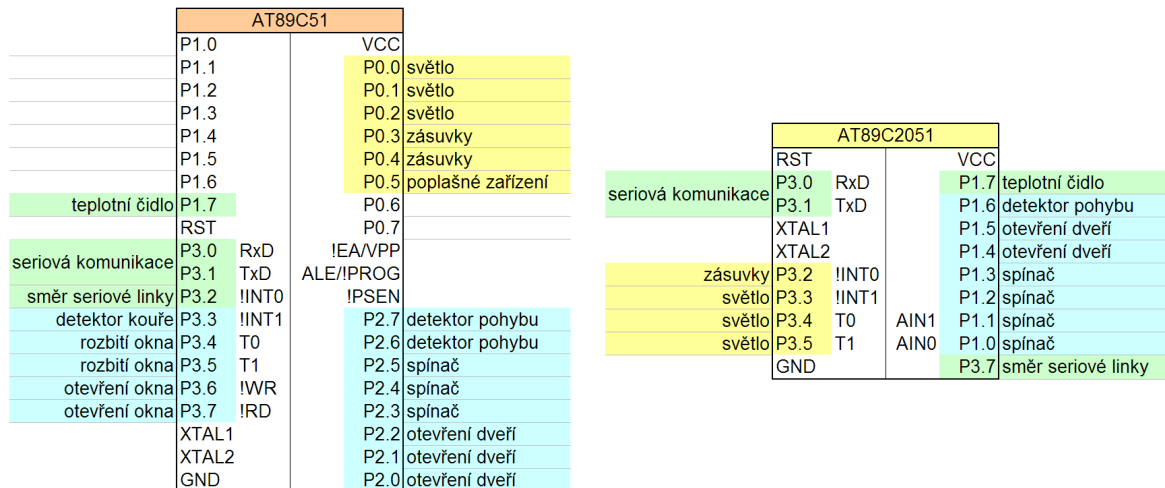 AT89C51
P1.0 VCC
P1.1 P0.0 světlo
P1.2 P0.1 světlo
P1.3 P0.2 světlo
P1.4 P0.3 zásuvky
P1.5 P0.4 zásuvky
P1.6 P0.5 poplašné zařízení
teplotní čidlo P1.7 P0.6
RST P0.7
seriová komunikace
P3.0 RxD !EA/VPP
P3.1 TxD ALE/!PROG
směr seriové linky P3.2 !INT0 !PSEN
detektor kouře P3.3 !INT1 P2.7 detektor pohybu
rozbití okna P3.4 T0 P2.6 detektor pohybu
rozbití okna P3.5 T1 P2.5 spínač
otevření okna P3.6 !WR P2.4 spínač
otevření okna P3.7 !RD P2.3 spínač
XTAL1 P2.2 otevření dveří
XTAL2 P2.1 otevření dveří
GND P2.0 otevření dveří
AT89C2051
RST VCC
seriová komunikace
P3.0 RxD P1.7 teplotní čidlo
P3.1 TxD P1.6 detektor pohybu
XTAL1 P1.5 otevření dveří
XTAL2 P1.4 otevření dveří
zásuvky P3.2 !INT0 P1.3 spínač
světlo P3.3 !INT1 P1.2 spínač
světlo P3.4 T0 AIN1 P1.1 spínač
světlo P3.5 T1 AIN0 P1.0 spínač
GND P3.7 směr seriové linky